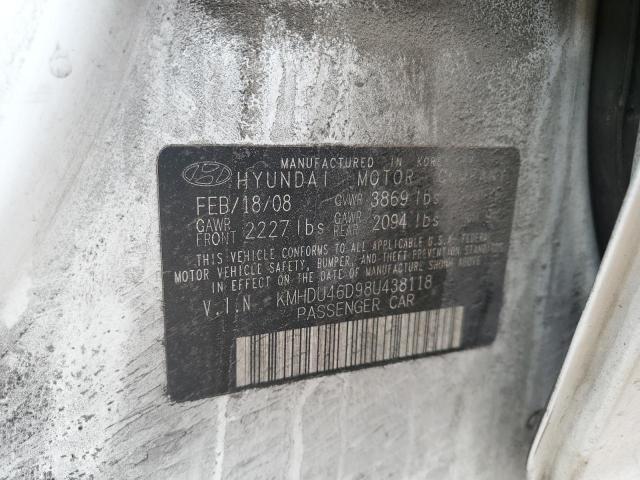 MANUFACTURED IN KOREA
HYUNDAI MOTOR COMPANY
FEB/18/08 GVWR 3869 lbs
GAWR FRONT 2227 lbs GAWR REAR 2094 lbs
THIS VEHICLE CONFORMS TO ALL APPLICABLE U.S.A FEDERAL
MOTOR VEHICLE SAFETY, BUMPER, AND THEFT PREVENTION STANDARDS
IN EFFECT ON THE DATE OF MANUFACTURE SHOWN ABOVE.
V.I.N. KMHDU46D98U438118
PASSENGER CAR